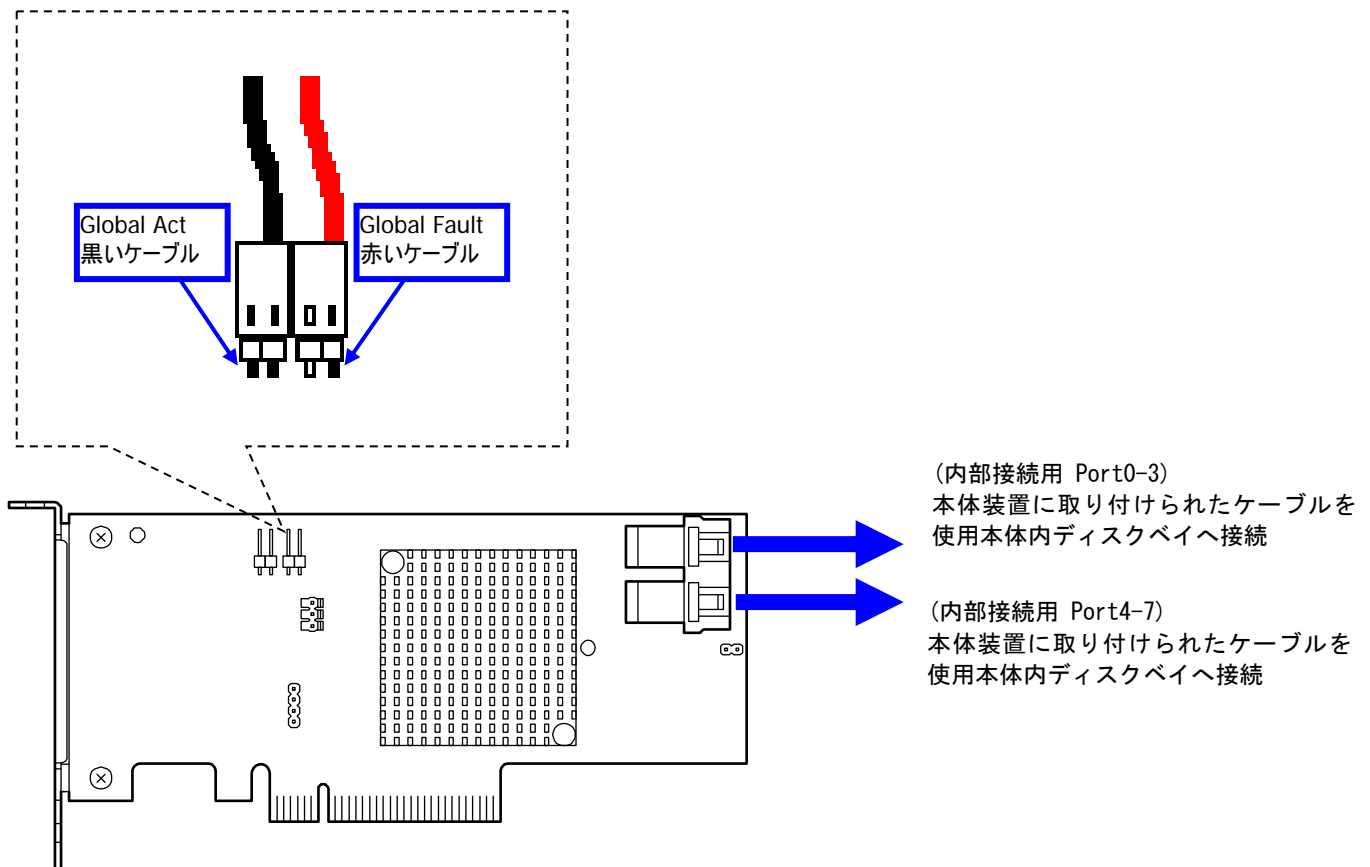 Global Act
黒いケーブル
Global Fault
赤いケーブル
(内部接続用 Port0-3)
本体装置に取り付けられたケーブルを
使用本体内ディスクベイへ接続
(内部接続用 Port4-7)
本体装置に取り付けられたケーブルを
使用本体内ディスクベイへ接続